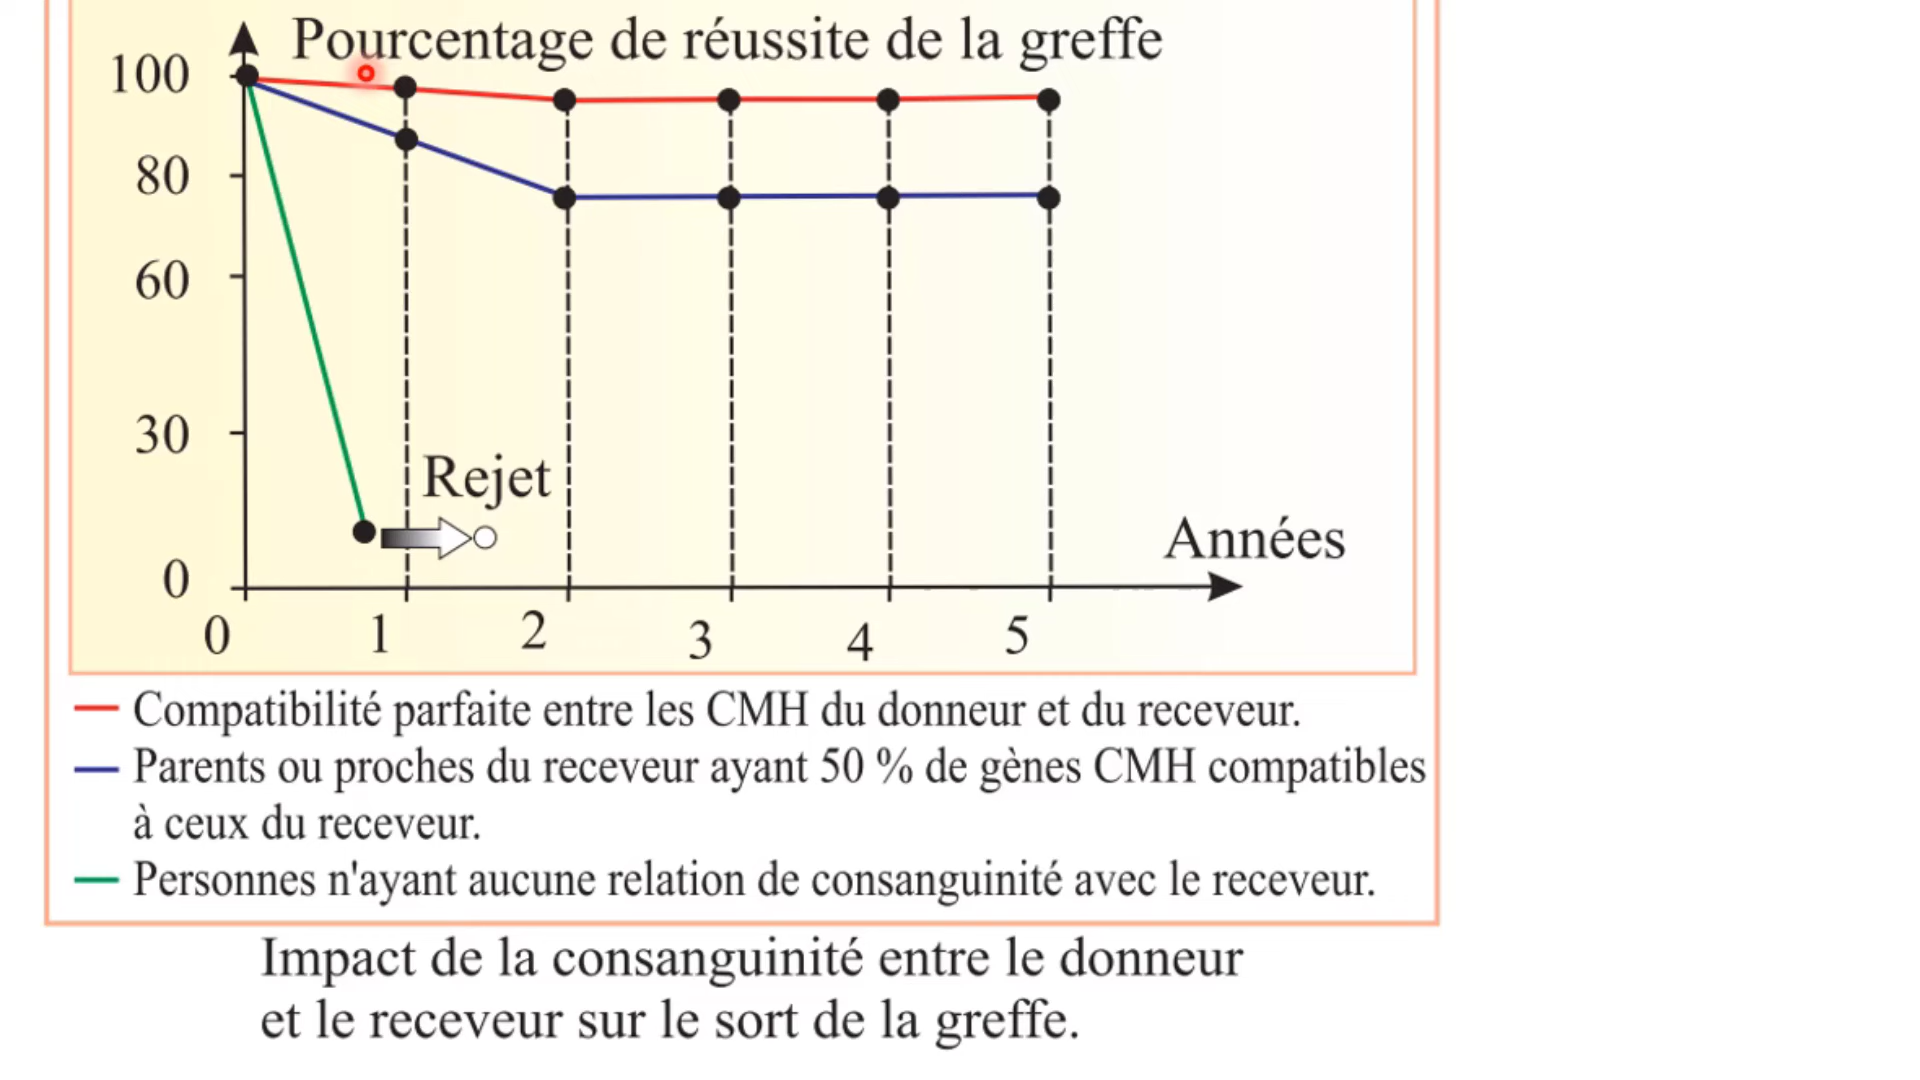 Pourcentage de réussite de la greffe
100
80
60
30
Rejet
Années
0
0 1 2 3 4 5
Compatibilité parfaite entre les CMH du donneur et du receveur.
Parents ou proches du receveur ayant 50 % de gènes CMH compatibles
à ceux du receveur.
Personnes n'ayant aucune relation de consanguinité avec le receveur.
Impact de la consanguinité entre le donneur
et le receveur sur le sort de la greffe.